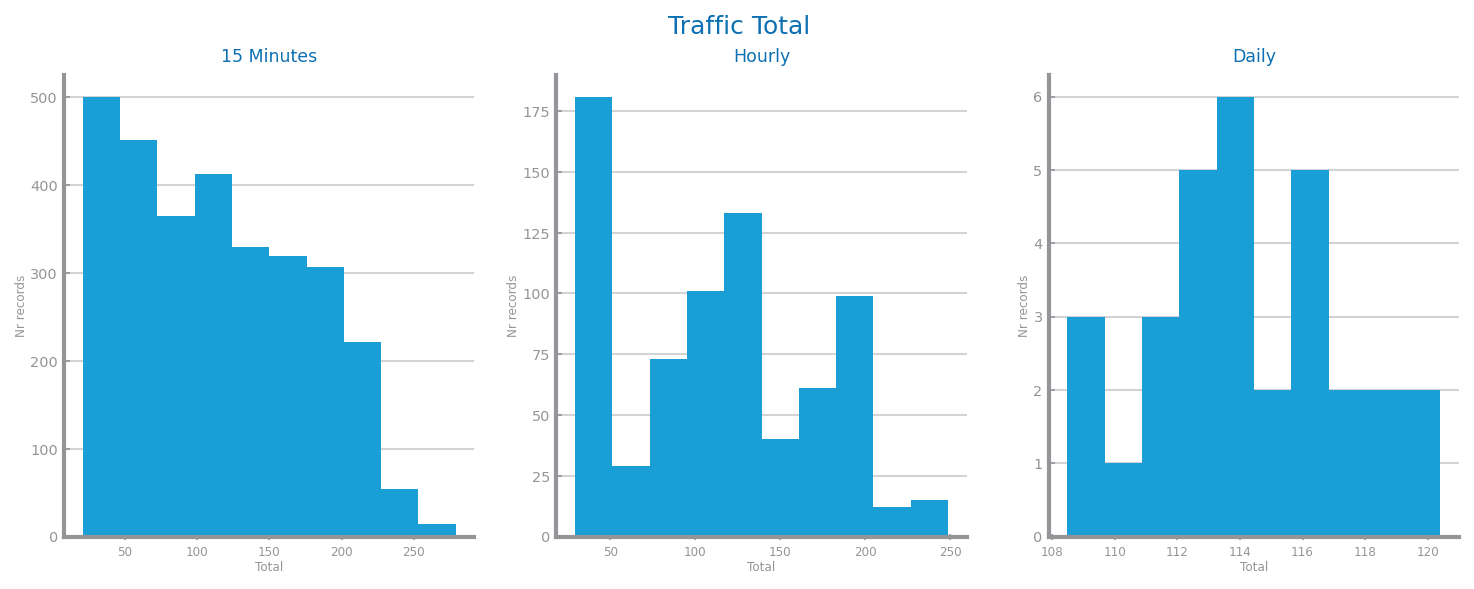 Traffic Total
15 Minutes
Nr records
500
400
300
200
100
0
50 100 150 200 250
Total
Hourly
Nr records
175
150
125
100
75
50
25
0
50 100 150 200 250
Total
Daily
Nr records
6
5
4
3
2
1
0
108 110 112 114 116 118 120
Total